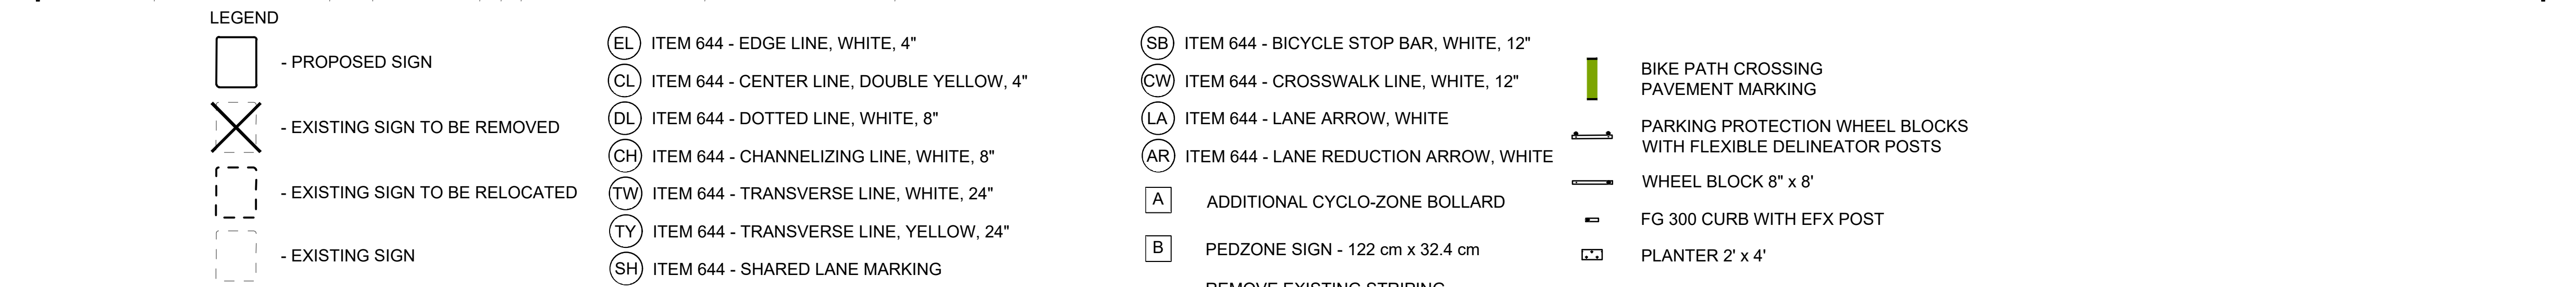 LEGEND
- PROPOSED SIGN
- EXISTING SIGN TO BE REMOVED
- EXISTING SIGN TO BE RELOCATED
- EXISTING SIGN
EL ITEM 644 - EDGE LINE, WHITE, 4"
CL ITEM 644 - CENTER LINE, DOUBLE YELLOW, 4"
DL ITEM 644 - DOTTED LINE, WHITE, 8"
CH ITEM 644 - CHANNELIZING LINE, WHITE, 8"
TW ITEM 644 - TRANSVERSE LINE, WHITE, 24"
TY ITEM 644 - TRANSVERSE LINE, YELLOW, 24"
SH ITEM 644 - SHARED LANE MARKING
SB ITEM 644 - BICYCLE STOP BAR, WHITE, 12"
CW ITEM 644 - CROSSWALK LINE, WHITE, 12"
LA ITEM 644 - LANE ARROW, WHITE
AR ITEM 644 - LANE REDUCTION ARROW, WHITE
A ADDITIONAL CYCLO-ZONE BOLLARD
B PEDZONE SIGN - 122 cm x 32.4 cm
REMOVE EXISTING STRIPING
BIKE PATH CROSSING
PAVEMENT MARKING
PARKING PROTECTION WHEEL BLOCKS
WITH FLEXIBLE DELINEATOR POSTS
WHEEL BLOCK 8" x 8'
FG 300 CURB WITH EFX POST
PLANTER 2' x 4'